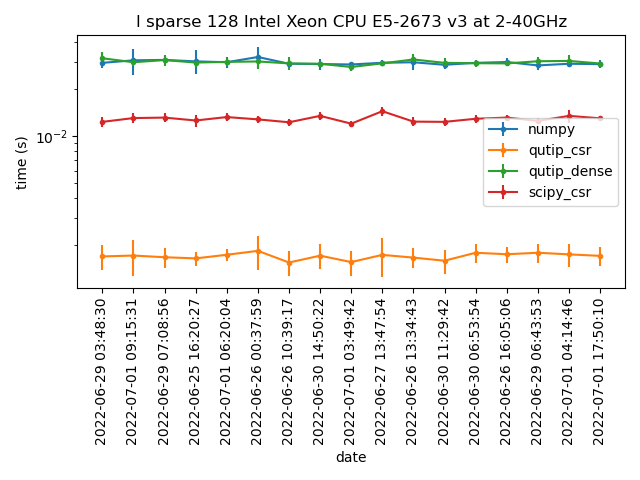 l sparse 128 Intel Xeon CPU E5-2673 v3 at 2-40GHz
time (s)
10⁻²
numpy
qutip_csr
qutip_dense
scipy_csr
2022-06-29 03:48:30
2022-07-01 09:15:31
2022-06-29 07:08:56
2022-06-25 16:20:27
2022-07-01 06:20:04
2022-06-26 00:37:59
2022-06-26 10:39:17
2022-06-30 14:50:22
2022-07-01 03:49:42
2022-06-27 13:47:54
2022-06-26 13:34:43
2022-06-30 11:29:42
2022-06-30 06:53:54
2022-06-26 16:05:06
2022-06-29 06:43:53
2022-07-01 04:14:46
2022-07-01 17:50:10
date